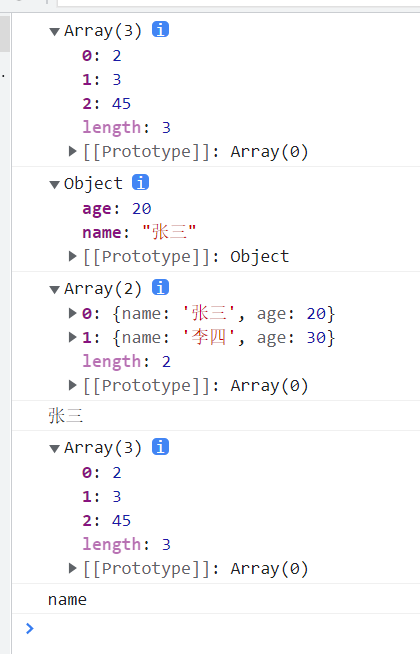 Array(3) i
0: 2
1: 3
2: 45
length: 3
[[Prototype]]: Array(0)
Object i
age: 20
name: "张三"
[[Prototype]]: Object
Array(2) i
0: {name: '张三', age: 20}
1: {name: '李四', age: 30}
length: 2
[[Prototype]]: Array(0)
张三
Array(3) i
0: 2
1: 3
2: 45
length: 3
[[Prototype]]: Array(0)
name